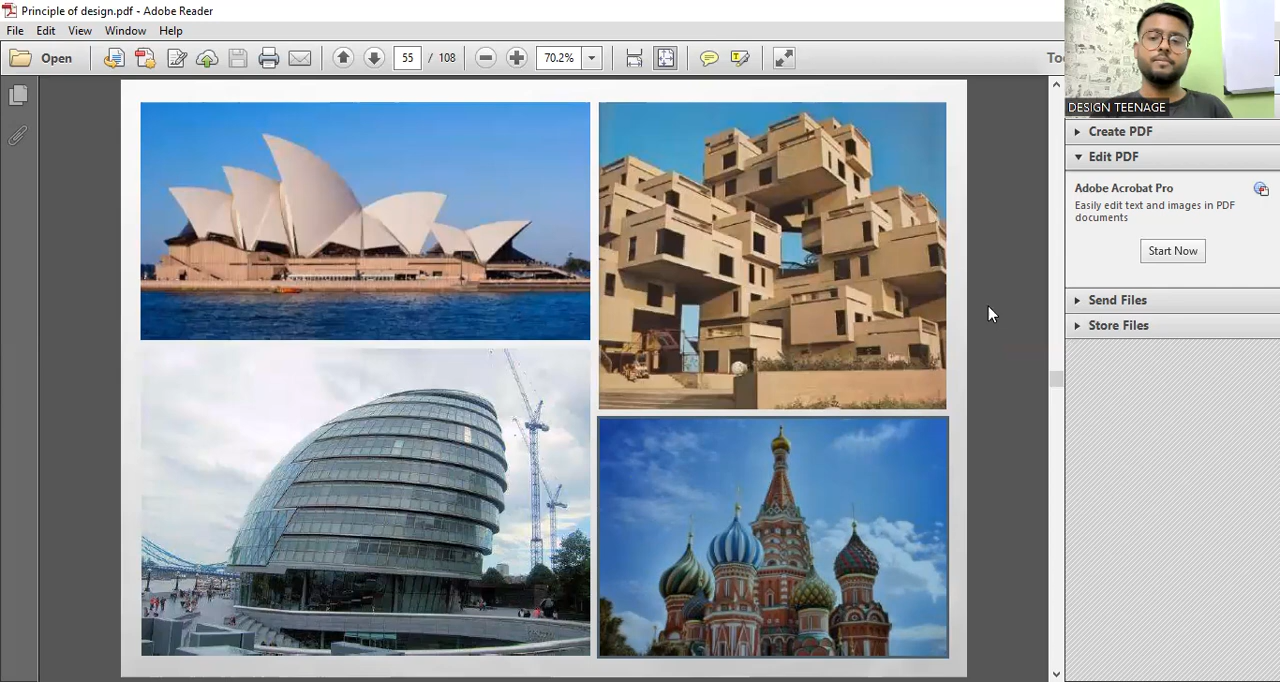 Principle of design.pdf - Adobe Reader
File Edit View Window Help
Open
55 / 108
70.2%
DESIGN TEENAGE
Create PDF
Edit PDF
Adobe Acrobat Pro
Easily edit text and images in PDF
documents
Start Now
Send Files
Store Files